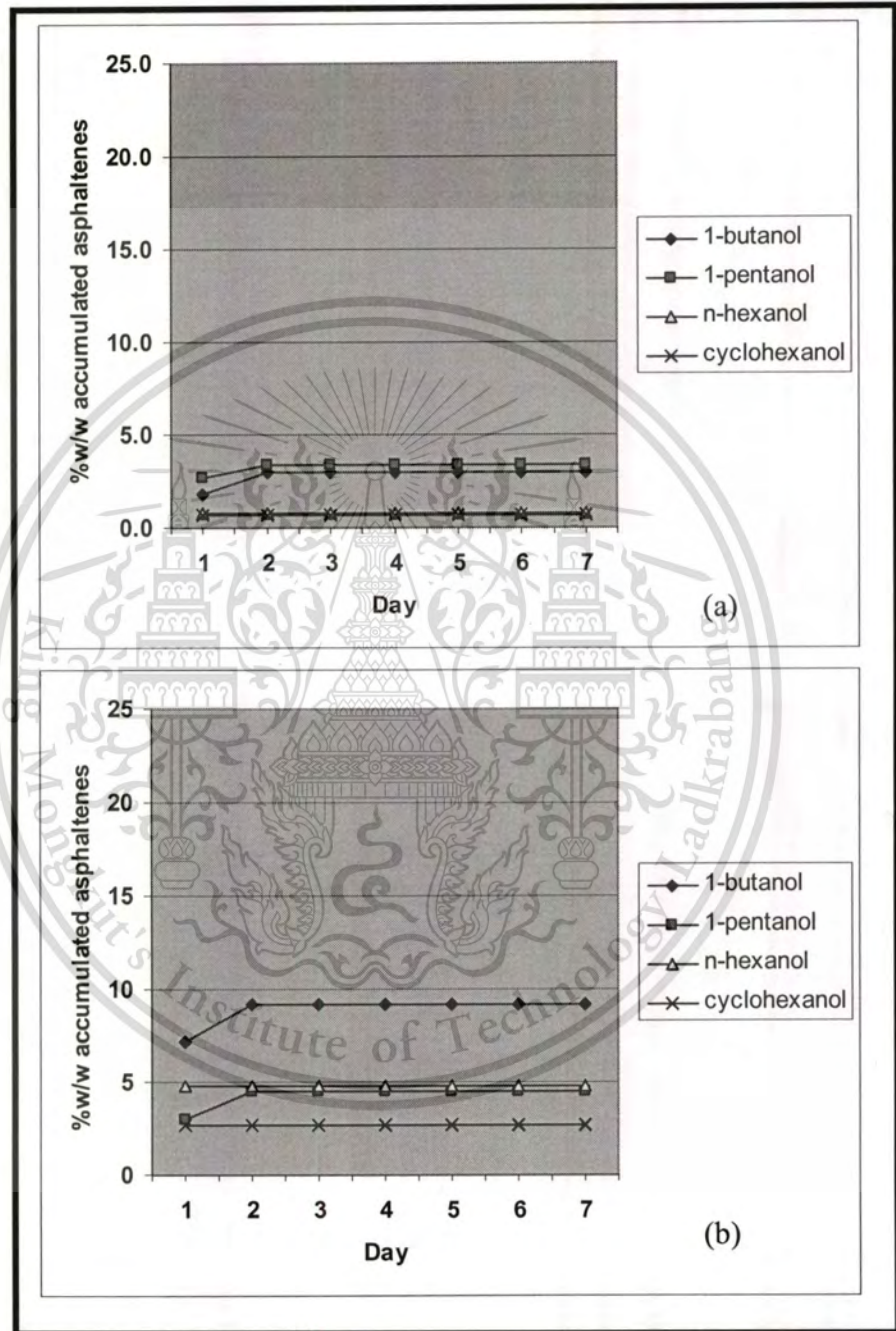 25.0
20.0
15.0
10.0
5.0
0.0
%w/w accumulated asphaltenes
1 2 3 4 5 6 7
Day
1-butanol
1-pentanol
n-hexanol
cyclohexanol
(a)
25
20
15
10
5
0
%w/w accumulated asphaltenes
1 2 3 4 5 6 7
Day
1-butanol
1-pentanol
n-hexanol
cyclohexanol
(b)
King Mongkut's Institute of Technology Ladkrabang